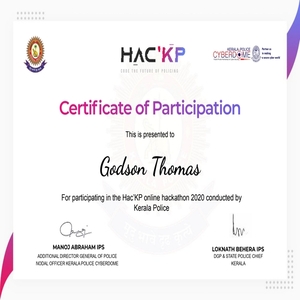 HAC'KP
CODE THE FUTURE OF POLICING
KERALA POLICE
CYBERDOME
Certificate of Participation
This is presented to
Godson Thomas
For participating in the Hac'KP online hackathon 2020 conducted by
Kerala Police
MANOJ ABRAHAM IPS
ADDITIONAL DIRECTOR GENERAL OF POLICE
NODAL OFFICER KERALA POLICE CYBERDOME
LOKNATH BEHERA IPS
DGP & STATE POLICE CHIEF
KERALA